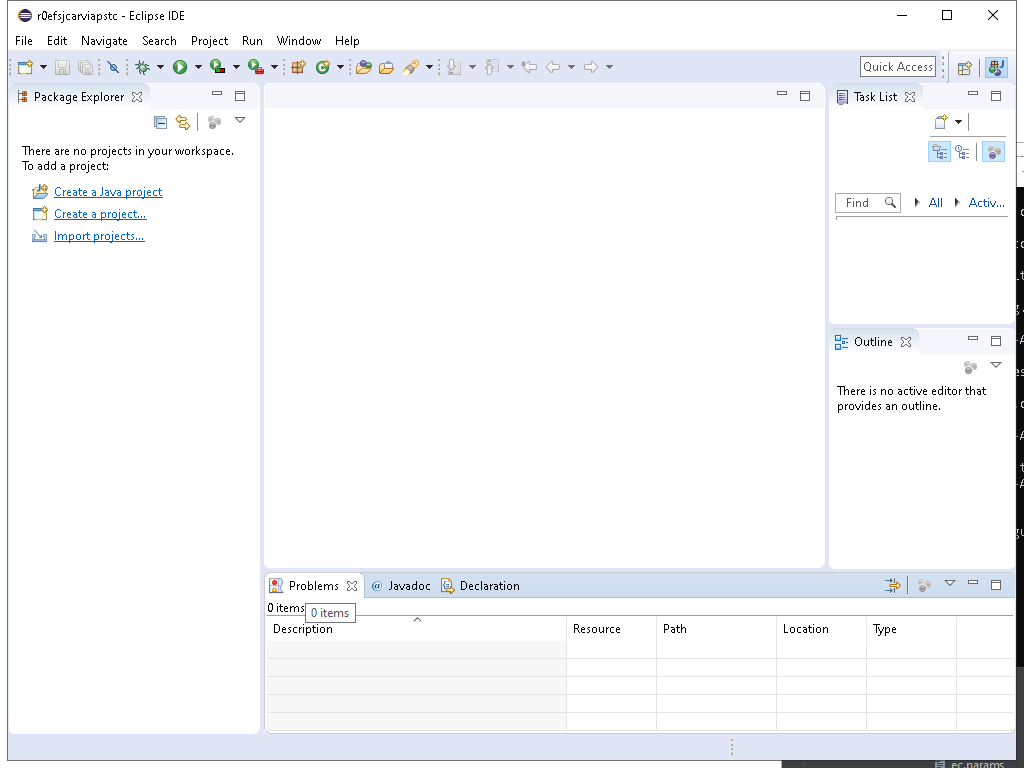 r0efsjcarviapstc - Eclipse IDE
File Edit Navigate Search Project Run Window Help
Quick Access
Package Explorer
There are no projects in your workspace.
To add a project:
Create a Java project
Create a project...
Import projects...
Task List
Find
All
Activ...
Outline
There is no active editor that
provides an outline.
Problems
@ Javadoc
Declaration
0 items
0 items
Description Resource Path Location Type
ec.params